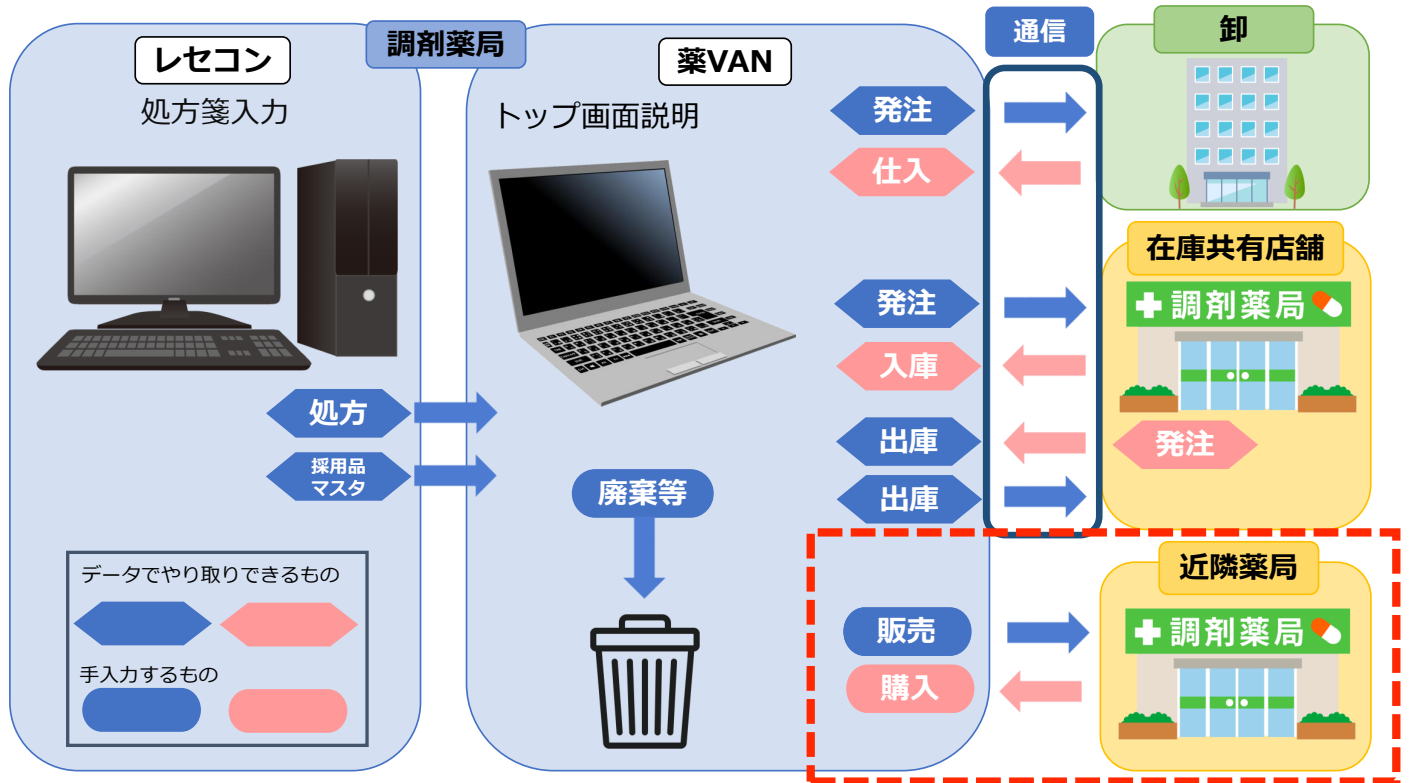 調剤薬局
レセコン
処方箋入力
処方
採用品
マスタ
データでやり取りできるもの
手入力するもの
薬VAN
トップ画面説明
廃棄等
発注
仕入
発注
入庫
出庫
出庫
販売
購入
通信
卸
在庫共有店舗
調剤薬局
発注
近隣薬局
調剤薬局